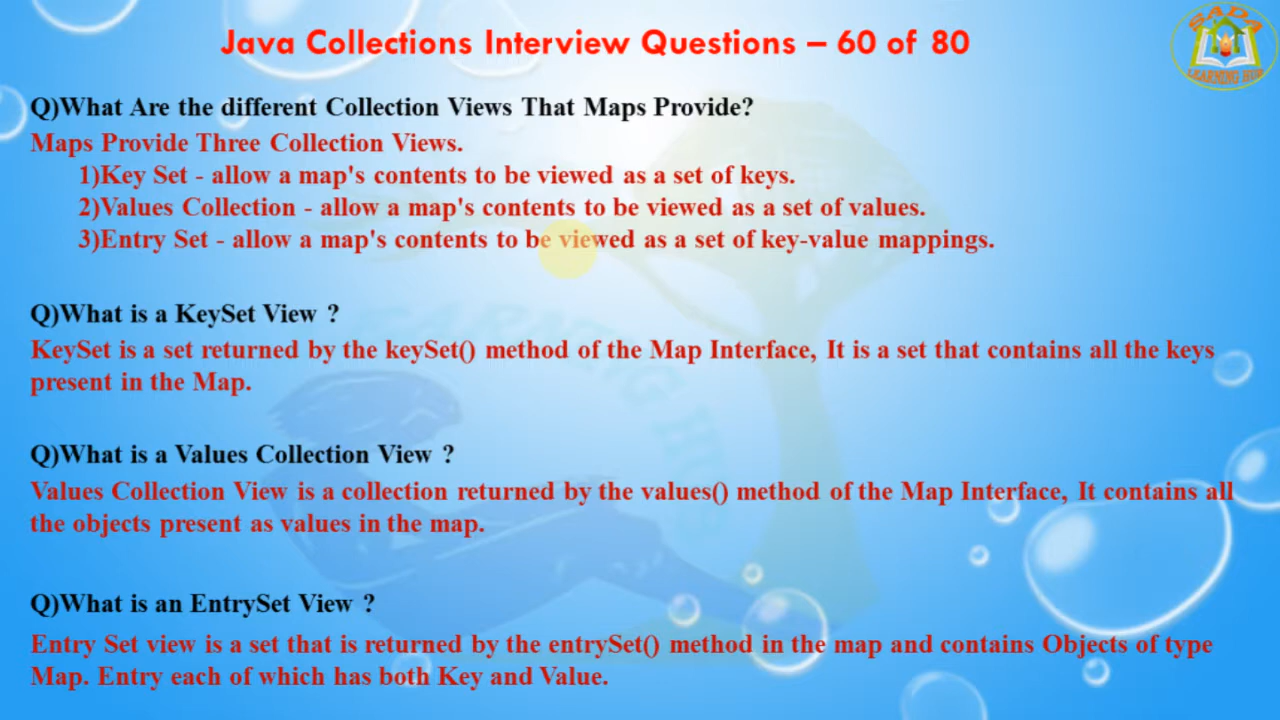 Java Collections Interview Questions – 60 of 80
SADA
LEARNING HUB
Q)What Are the different Collection Views That Maps Provide?
Maps Provide Three Collection Views.
1)Key Set - allow a map's contents to be viewed as a set of keys.
2)Values Collection - allow a map's contents to be viewed as a set of values.
3)Entry Set - allow a map's contents to be viewed as a set of key-value mappings.
Q)What is a KeySet View ?
KeySet is a set returned by the keySet() method of the Map Interface, It is a set that contains all the keys
present in the Map.
Q)What is a Values Collection View ?
Values Collection View is a collection returned by the values() method of the Map Interface, It contains all
the objects present as values in the map.
Q)What is an EntrySet View ?
Entry Set view is a set that is returned by the entrySet() method in the map and contains Objects of type
Map. Entry each of which has both Key and Value.